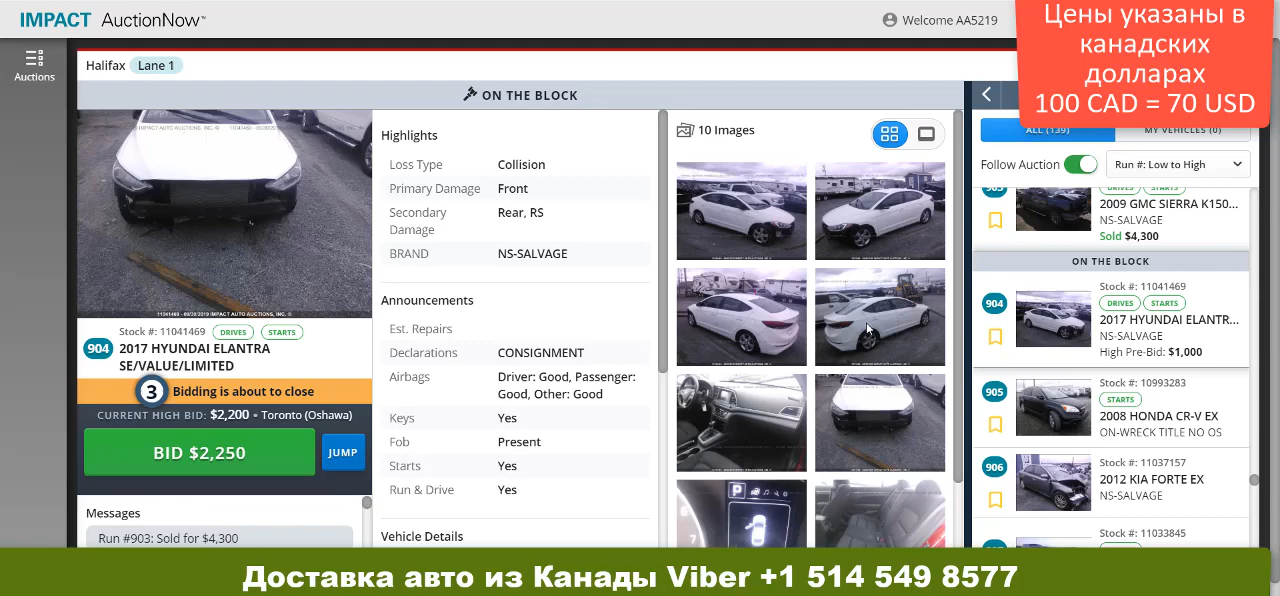 IMPACT AuctionNow™
Welcome AA5219
Цены указаны в
канадских
долларах
100 CAD = 70 USD
Auctions
Halifax Lane 1
ON THE BLOCK
Stock #: 11041469 DRIVES STARTS
904 2017 HYUNDAI ELANTRA
SE/VALUE/LIMITED
3 Bidding is about to close
CURRENT HIGH BID: $2,200 • Toronto (Oshawa)
BID $2,250
JUMP
Messages
Run #903: Sold for $4,300
Highlights
Loss Type Collision
Primary Damage Front
Secondary Rear, RS
Damage
BRAND NS-SALVAGE
Announcements
Est. Repairs
Declarations CONSIGNMENT
Airbags Driver: Good, Passenger:
Good, Other: Good
Keys Yes
Fob Present
Starts Yes
Run & Drive Yes
Vehicle Details
10 Images
ALL (139) MY VEHICLES (0)
Follow Auction Run #: Low to High
903 DRIVES STARTS
2009 GMC SIERRA K150...
NS-SALVAGE
Sold $4,300
ON THE BLOCK
Stock #: 11041469
904 DRIVES STARTS
2017 HYUNDAI ELANTR...
NS-SALVAGE
High Pre-Bid: $1,000
Stock #: 10993283
905 STARTS
2008 HONDA CR-V EX
ON-WRECK TITLE NO OS
Stock #: 11037157
906 2012 KIA FORTE EX
NS-SALVAGE
Stock #: 11033845
Доставка авто из Канады Viber +1 514 549 8577